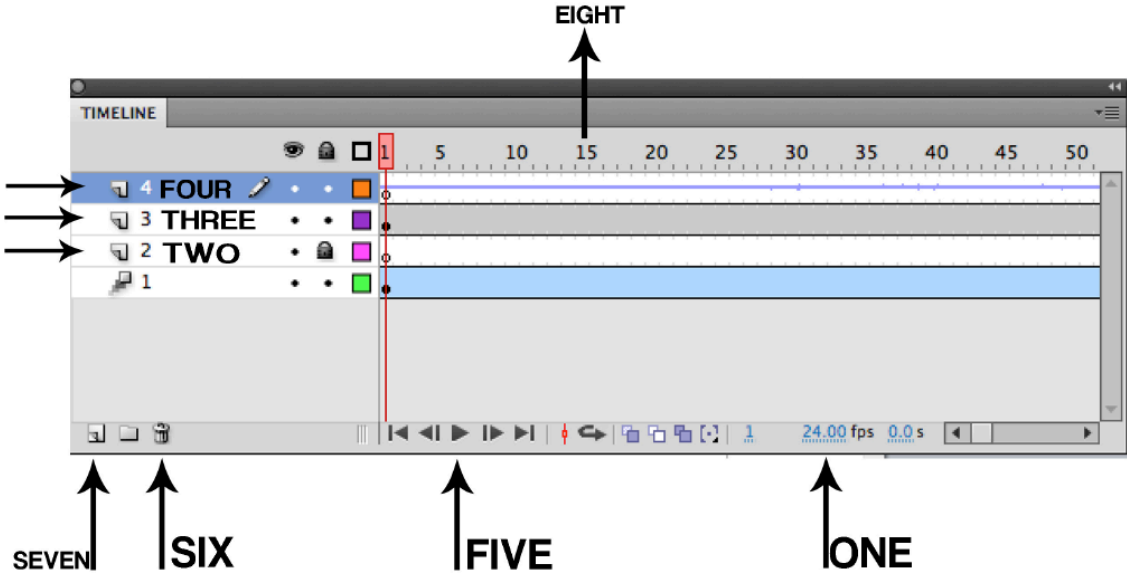 EIGHT
TIMELINE
1 5 10 15 20 25 30 35 40 45 50
4 FOUR
3 THREE
2 TWO
1
1 24.00 fps 0.0 s
SEVEN SIX FIVE ONE